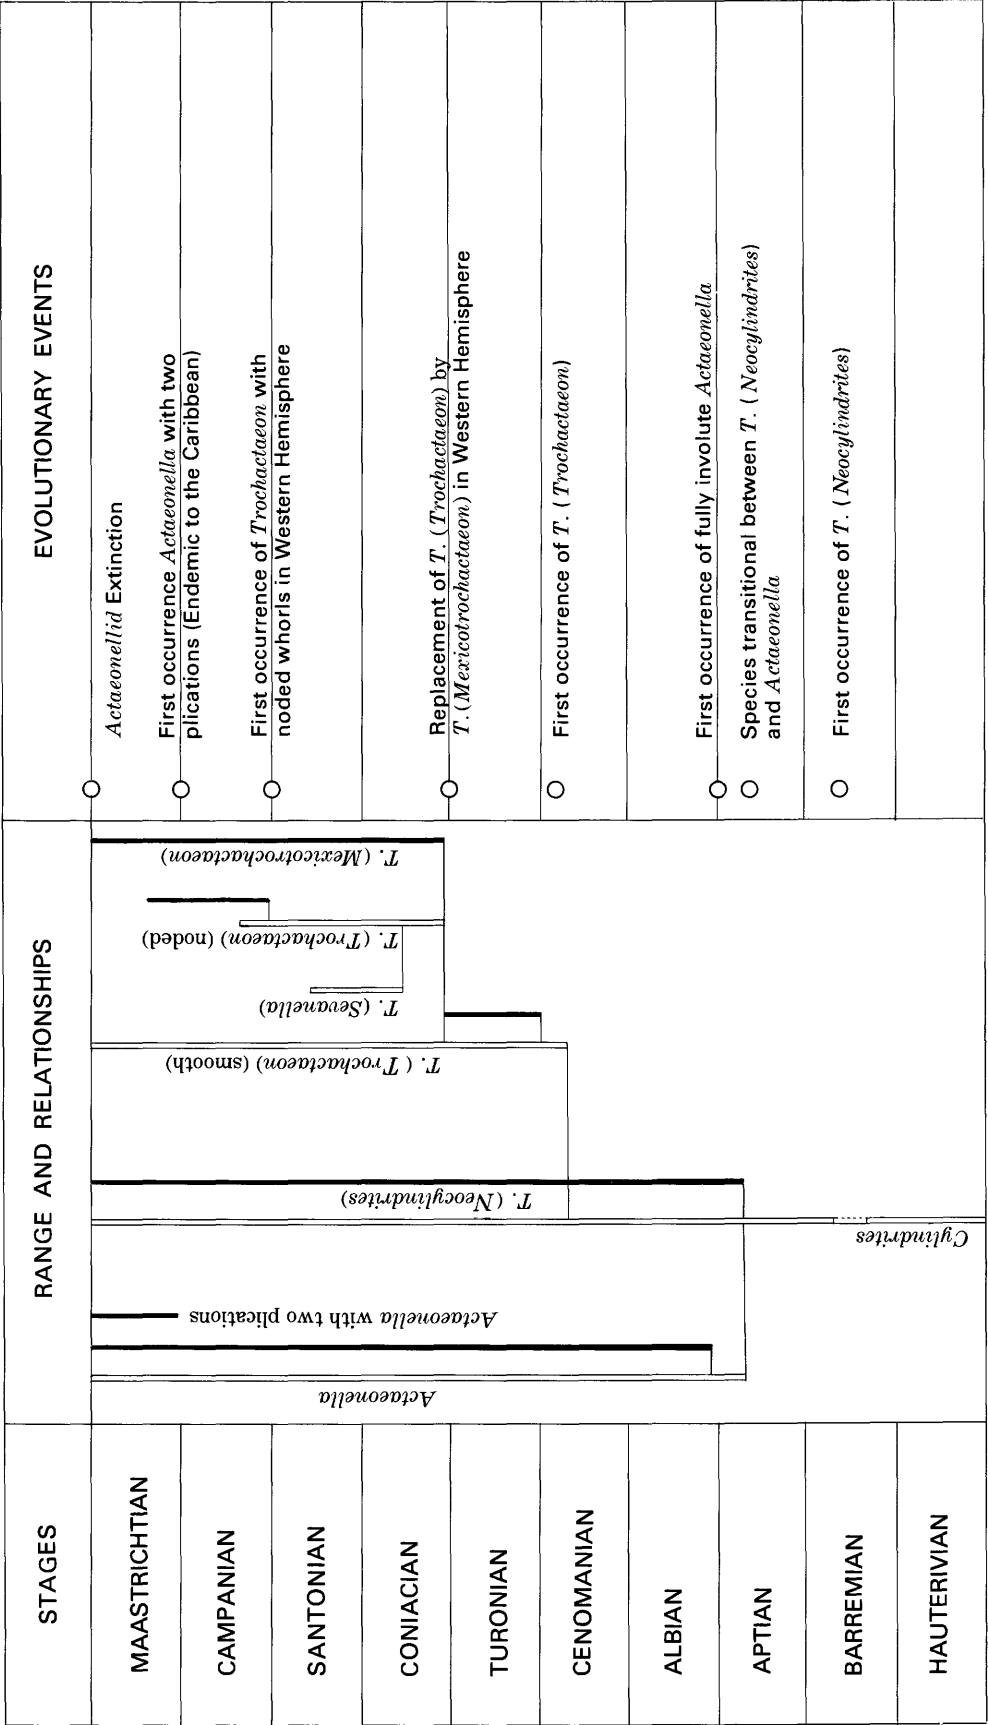 STAGES
RANGE AND RELATIONSHIPS
EVOLUTIONARY EVENTS
MAASTRICHTIAN
CAMPANIAN
SANTONIAN
CONIACIAN
TURONIAN
CENOMANIAN
ALBIAN
APTIAN
BARREMIAN
HAUTERIVIAN
Actaeonella
Actaeonella with two plications
Cylindrites
T. (Neocylindrites)
T. (Trochactaeon) (smooth)
T. (Sevanella)
T. (Trochactaeon) (noded)
T. (Mexicotrochactaeon)
Actaeonellid Extinction
First occurrence Actaeonella with two
plications (Endemic to the Caribbean)
First occurrence of Trochactaeon with
noded whorls in Western Hemisphere
Replacement of T. (Trochactaeon) by
T. (Mexicotrochactaeon) in Western Hemisphere
First occurrence of T. (Trochactaeon)
First occurrence of fully involute Actaeonella
Species transitional between T. (Neocylindrites)
and Actaeonella
First occurrence of T. (Neocylindrites)